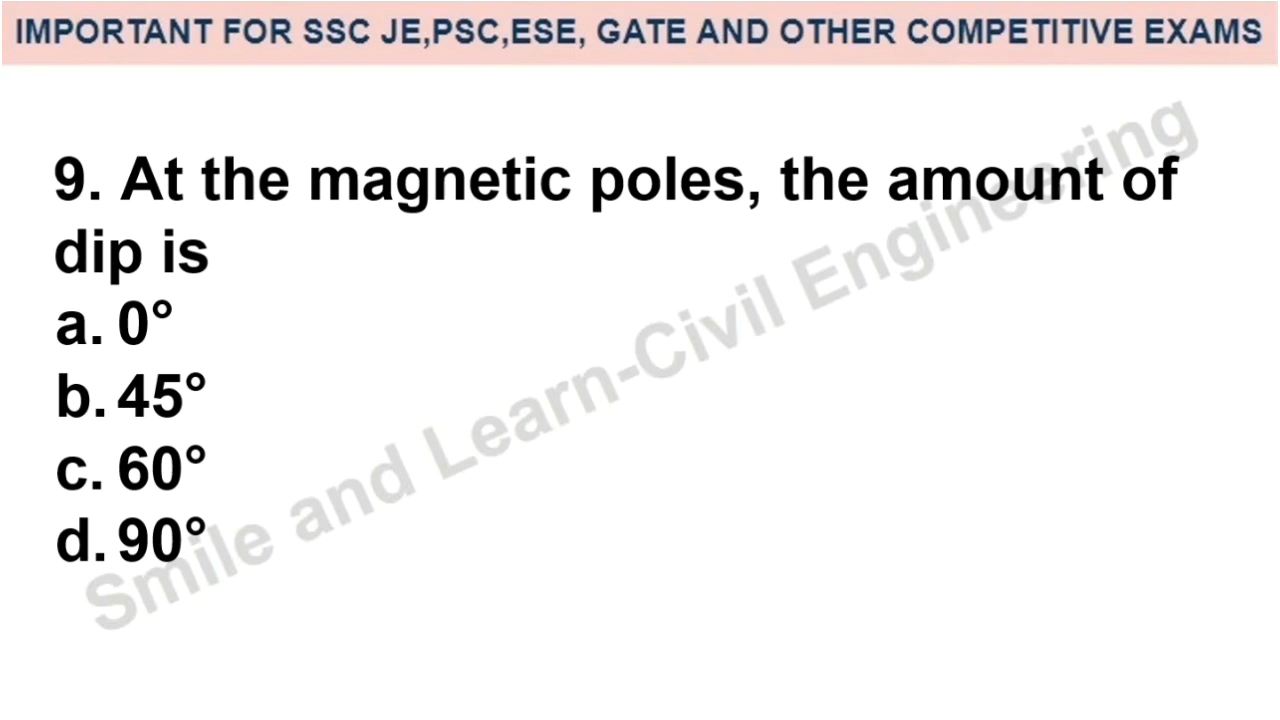 IMPORTANT FOR SSC JE,PSC,ESE, GATE AND OTHER COMPETITIVE EXAMS
9. At the magnetic poles, the amount of
dip is
a. 0°
b. 45°
c. 60°
d. 90°
Smile and Learn-Civil Engineering